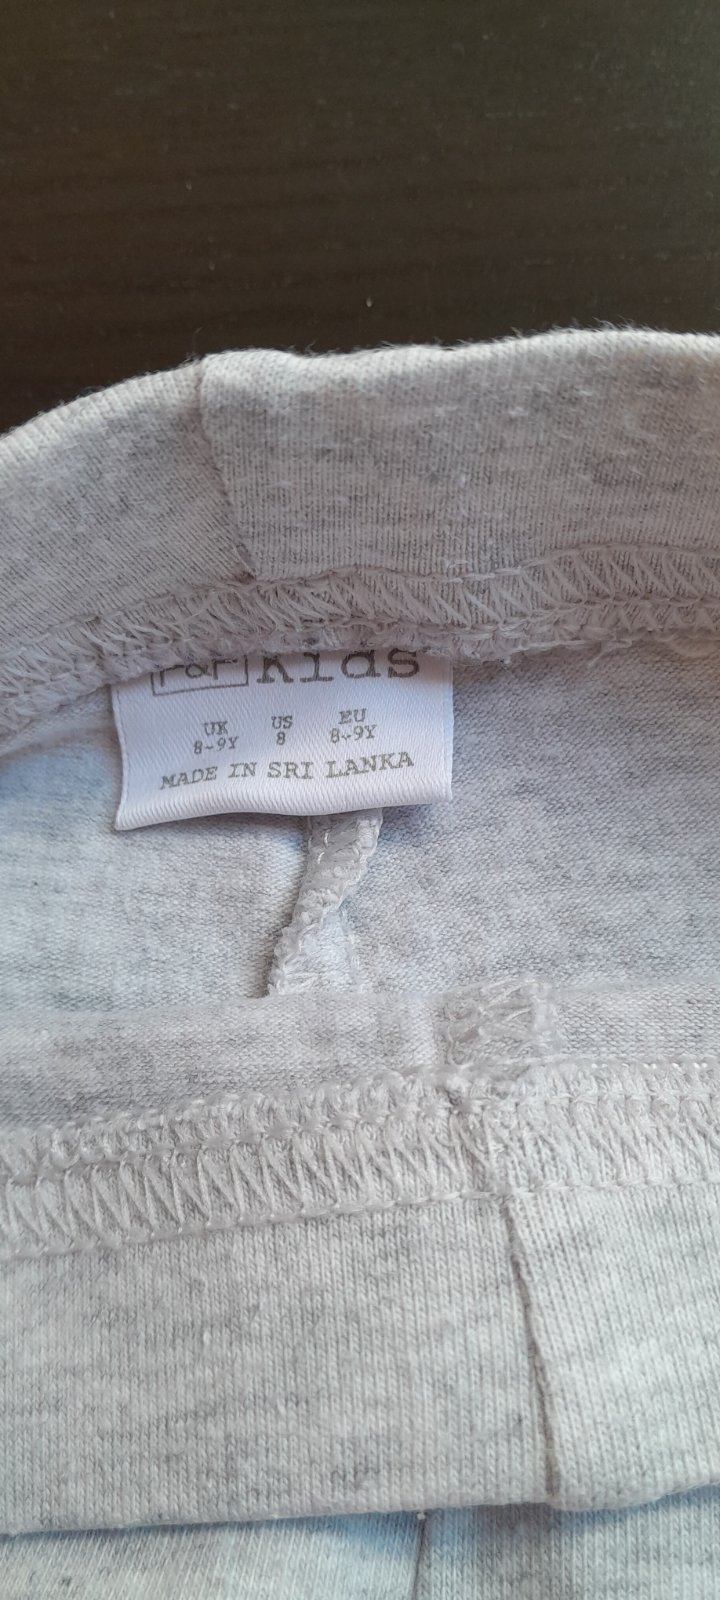 F&F Kids
UK US EU
8-9Y 8 8-9Y
MADE IN SRI LANKA